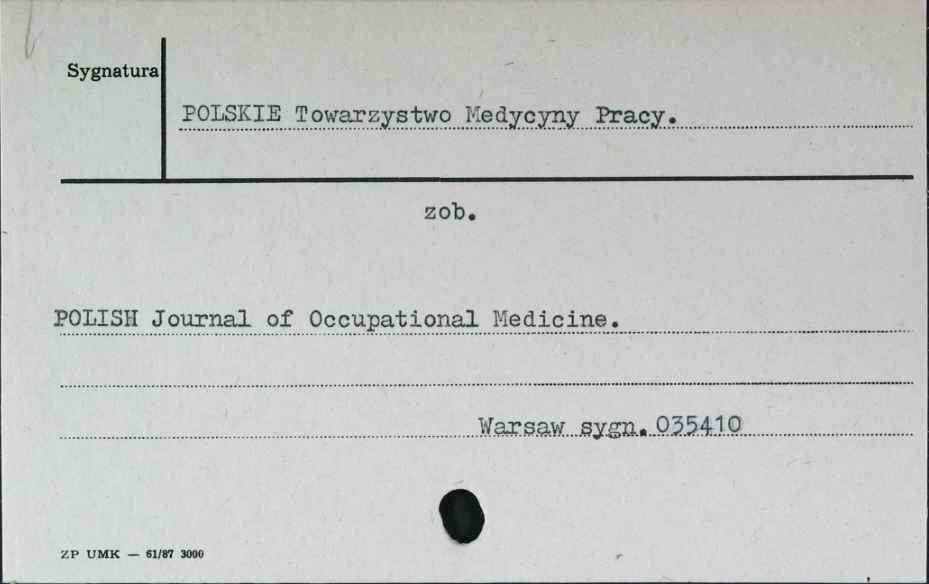 Sygnatura
POLSKIE Towarzystwo Medycyny Pracy.
zob.
POLISH Journal of Occupational Medicine.
Warsaw sygn. 035410
ZP UMK — 61/87 3000